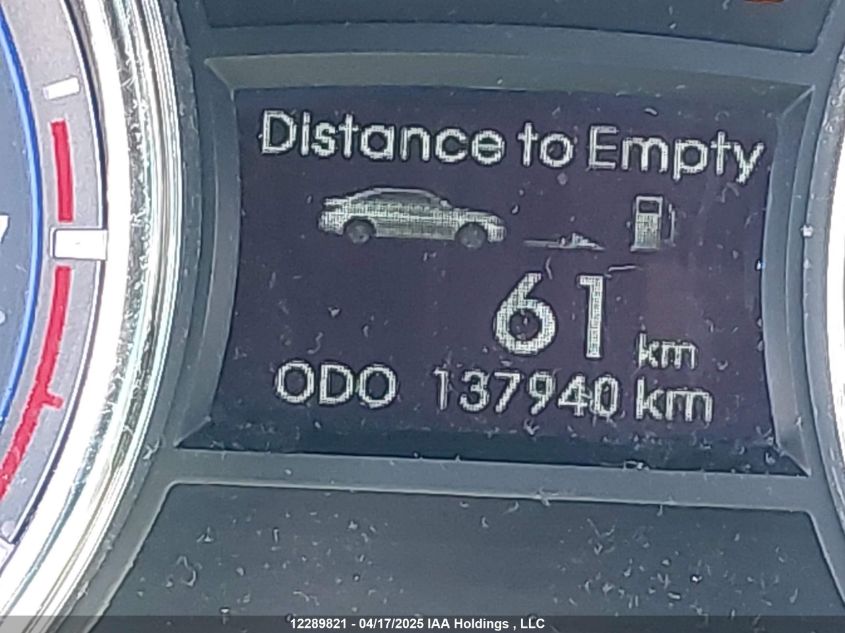 Distance to Empty
61 km
ODO 137940 km
12289821 - 04/17/2025 IAA Holdings , LLC